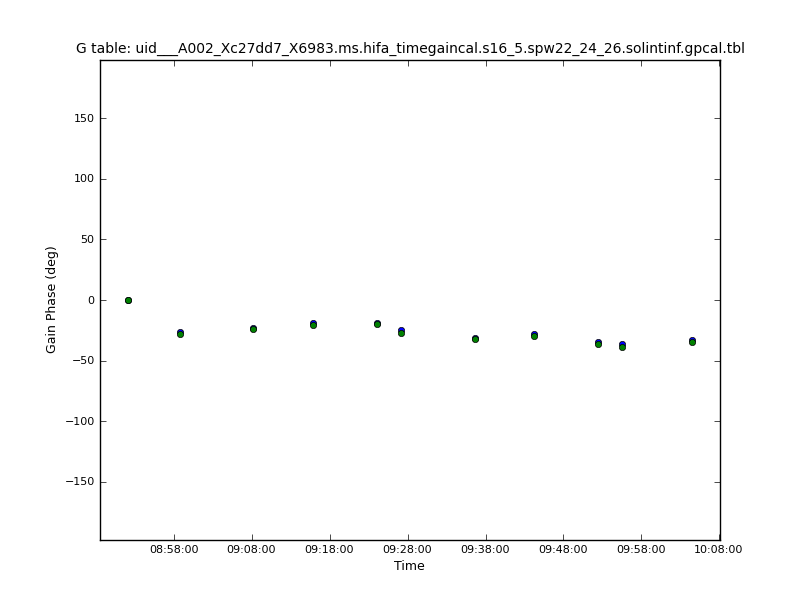 G table: uid___A002_Xc27dd7_X6983.ms.hifa_timegaincal.s16_5.spw22_24_26.solintinf.gpcal.tbl
150
100
50
0
−50
−100
−150
Gain Phase (deg)
08:58:00 09:08:00 09:18:00 09:28:00 09:38:00 09:48:00 09:58:00 10:08:00
Time